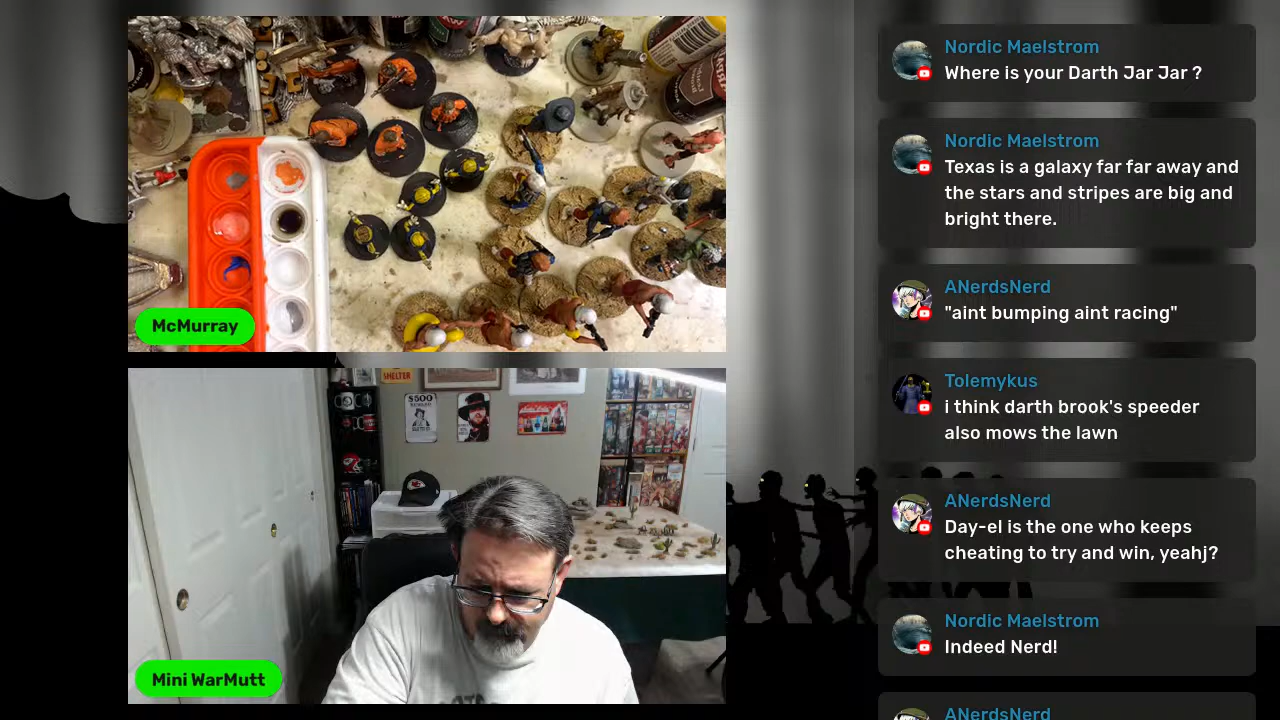 McMurray
SHELTER
$500
Mini WarMutt
Nordic Maelstrom
Where is your Darth Jar Jar ?
Nordic Maelstrom
Texas is a galaxy far far away and
the stars and stripes are big and
bright there.
ANerdsNerd
"aint bumping aint racing"
Tolemykus
i think darth brook's speeder
also mows the lawn
ANerdsNerd
Day-el is the one who keeps
cheating to try and win, yeahj?
Nordic Maelstrom
Indeed Nerd!
ANerdsNerd